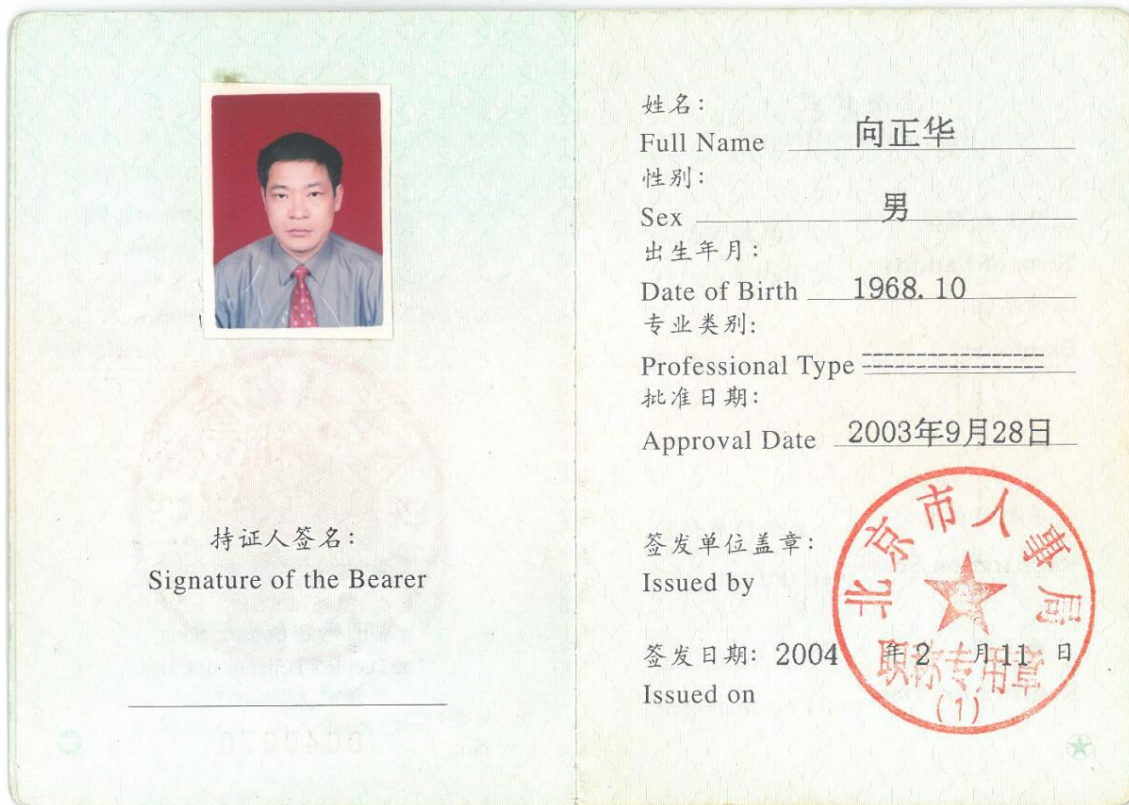 持证人签名：
Signature of the Bearer
姓名：
Full Name 向正华
性别：
Sex 男
出生年月：
Date of Birth 1968.10
专业类别：
Professional Type
批准日期：
Approval Date 2003年9月28日
签发单位盖章：
Issued by
签发日期：2004 年 2 月 11 日
Issued on
北京市人事局
职称专用章
(1)